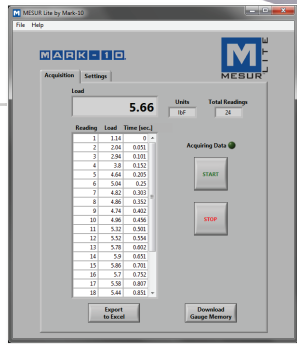 MESUR Lite by Mark-10
File Help
MARK-10
M
MESUR
LITE
Acquisition Settings
Load
5.66
Units
lbF
Total Readings
24
Reading Load Time [sec.]
1 1.14 0
2 2.04 0.051
3 2.94 0.101
4 3.8 0.152
5 4.64 0.205
6 5.04 0.25
7 4.82 0.303
8 4.86 0.352
9 4.74 0.402
10 4.96 0.456
11 5.32 0.501
12 5.52 0.554
13 5.78 0.602
14 5.9 0.651
15 5.86 0.701
16 5.7 0.752
17 5.58 0.807
18 5.44 0.851
Acquiring Data
START
STOP
Export
to Excel
Download
Gauge Memory